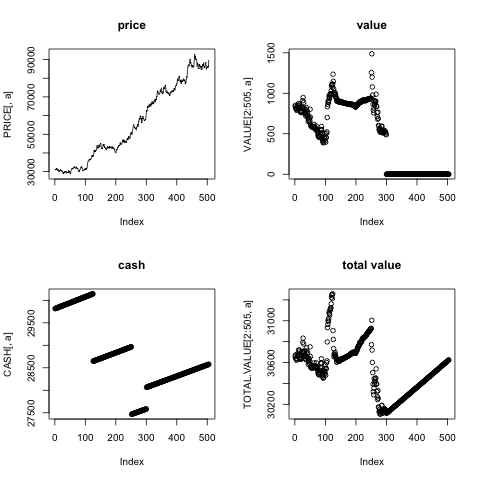 price
PRICE[, a]
30000 50000 70000 90000
0 100 200 300 400 500
Index
value
VALUE[2:505, a]
0 500 1000 1500
0 100 200 300 400 500
Index
cash
CASH[, a]
27500 28500 29500
0 100 200 300 400 500
Index
total value
TOTAL.VALUE[2:505, a]
30200 30600 31000
0 100 200 300 400 500
Index